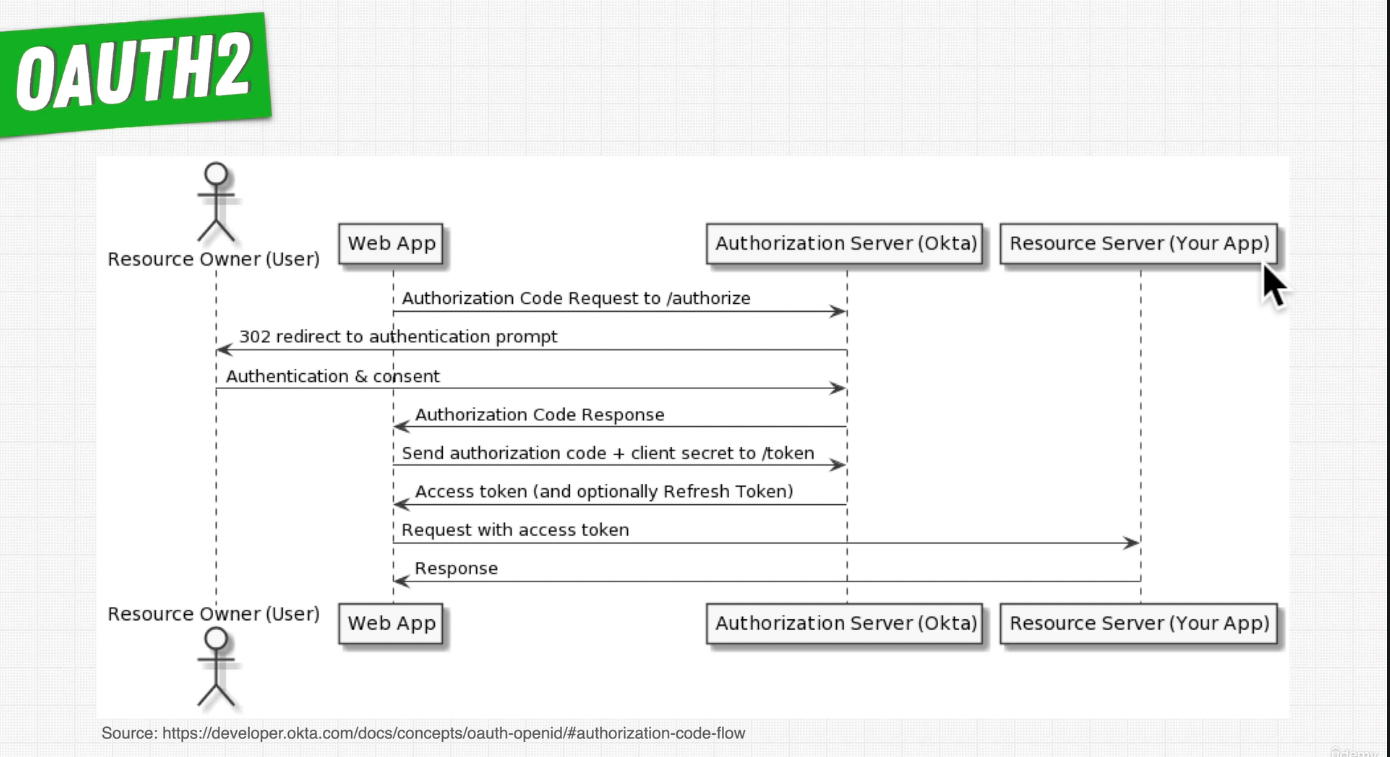 OAUTH2
Resource Owner (User)
Web App
Authorization Server (Okta)
Resource Server (Your App)
Authorization Code Request to /authorize
302 redirect to authentication prompt
Authentication & consent
Authorization Code Response
Send authorization code + client secret to /token
Access token (and optionally Refresh Token)
Request with access token
Response
Resource Owner (User)
Web App
Authorization Server (Okta)
Resource Server (Your App)
Source: https://developer.okta.com/docs/concepts/oauth-openid/#authorization-code-flow